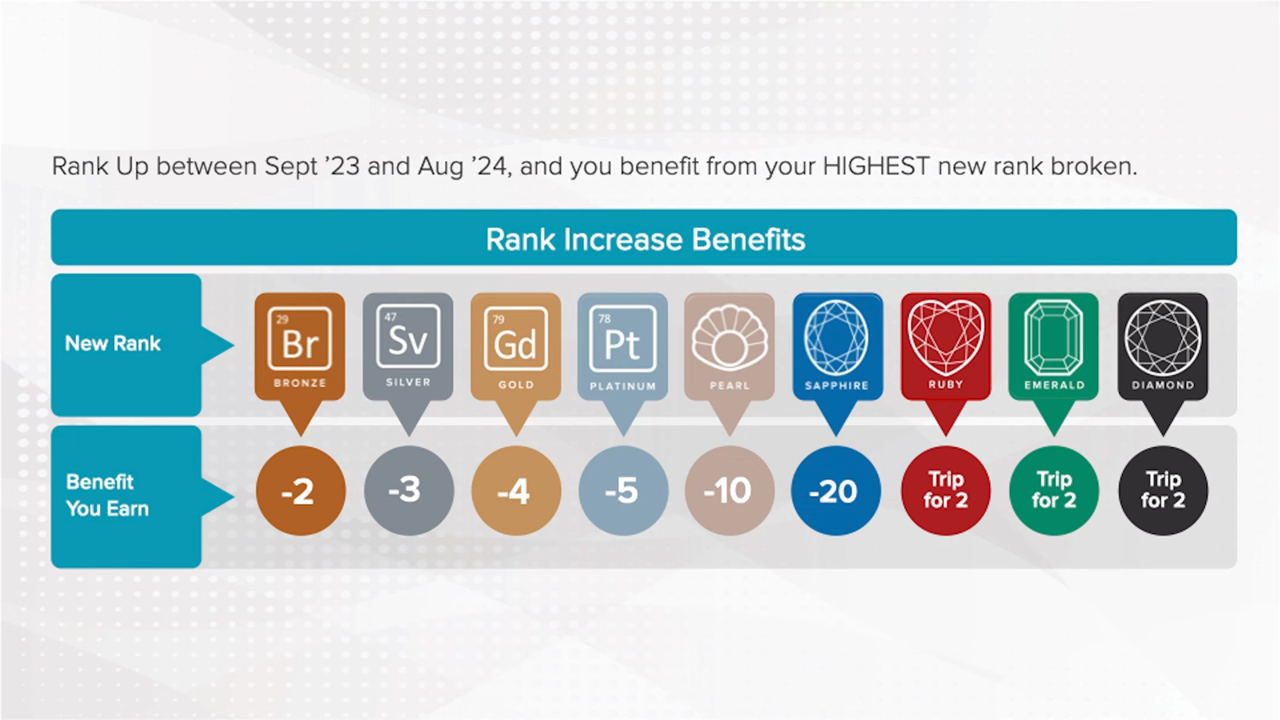 Rank Up between Sept ’23 and Aug ’24, and you benefit from your HIGHEST new rank broken.
Rank Increase Benefits
New Rank
29
Br
BRONZE
47
Sv
SILVER
79
Gd
GOLD
78
Pt
PLATINUM
PEARL
SAPPHIRE
RUBY
EMERALD
DIAMOND
Benefit
You Earn
-2
-3
-4
-5
-10
-20
Trip
for 2
Trip
for 2
Trip
for 2